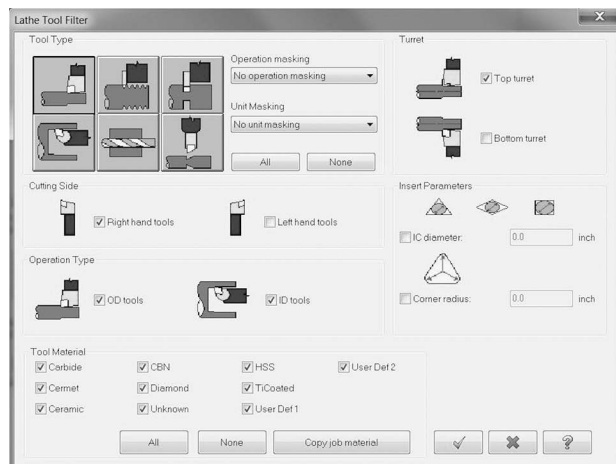 Lathe Tool Filter
Tool Type
Operation masking
No operation masking
Unit Masking
No unit masking
All
None
Turret
Top turret
Bottom turret
Cutting Side
Right hand tools
Left hand tools
Insert Parameters
IC diameter:
0.0
inch
Corner radius:
0.0
inch
Operation Type
OD tools
ID tools
Tool Material
Carbide
CBN
HSS
User Def 2
Cermet
Diamond
TiCoated
Ceramic
Unknown
User Def 1
All
None
Copy job material